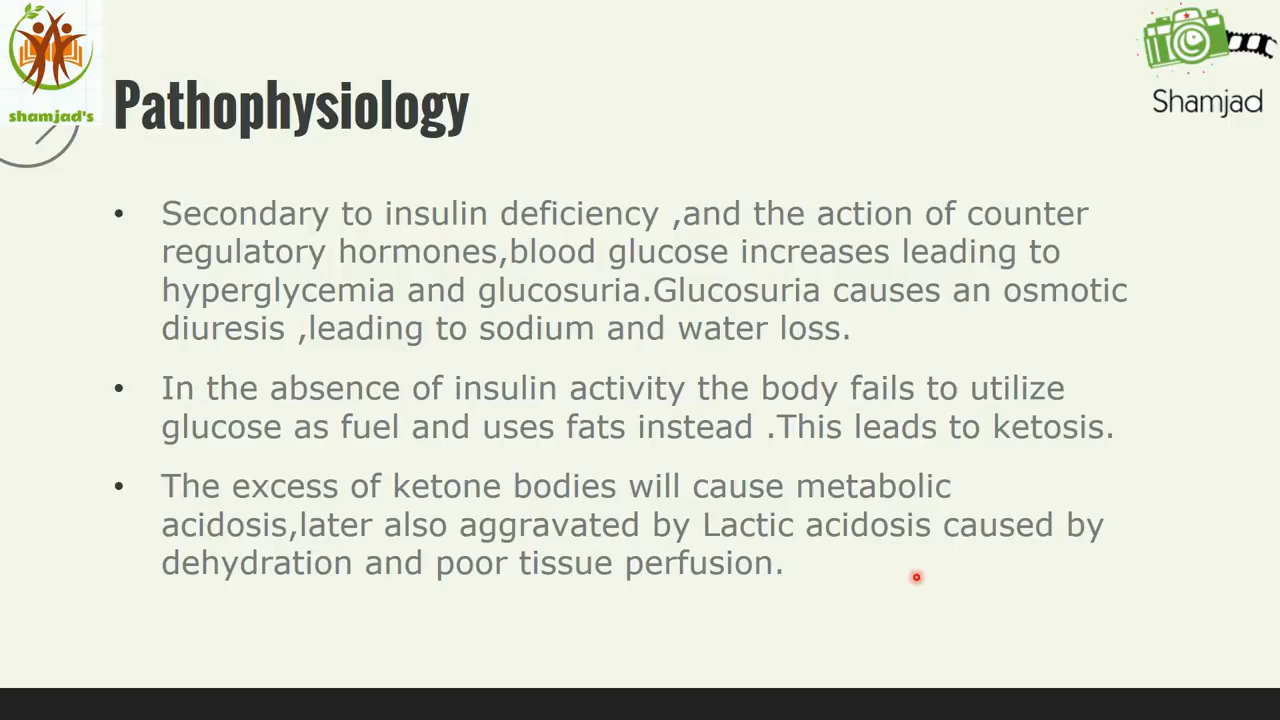 shamjad's
Shamjad
Pathophysiology
• Secondary to insulin deficiency ,and the action of counter
regulatory hormones,blood glucose increases leading to
hyperglycemia and glucosuria.Glucosuria causes an osmotic
diuresis ,leading to sodium and water loss.
• In the absence of insulin activity the body fails to utilize
glucose as fuel and uses fats instead .This leads to ketosis.
• The excess of ketone bodies will cause metabolic
acidosis,later also aggravated by Lactic acidosis caused by
dehydration and poor tissue perfusion.